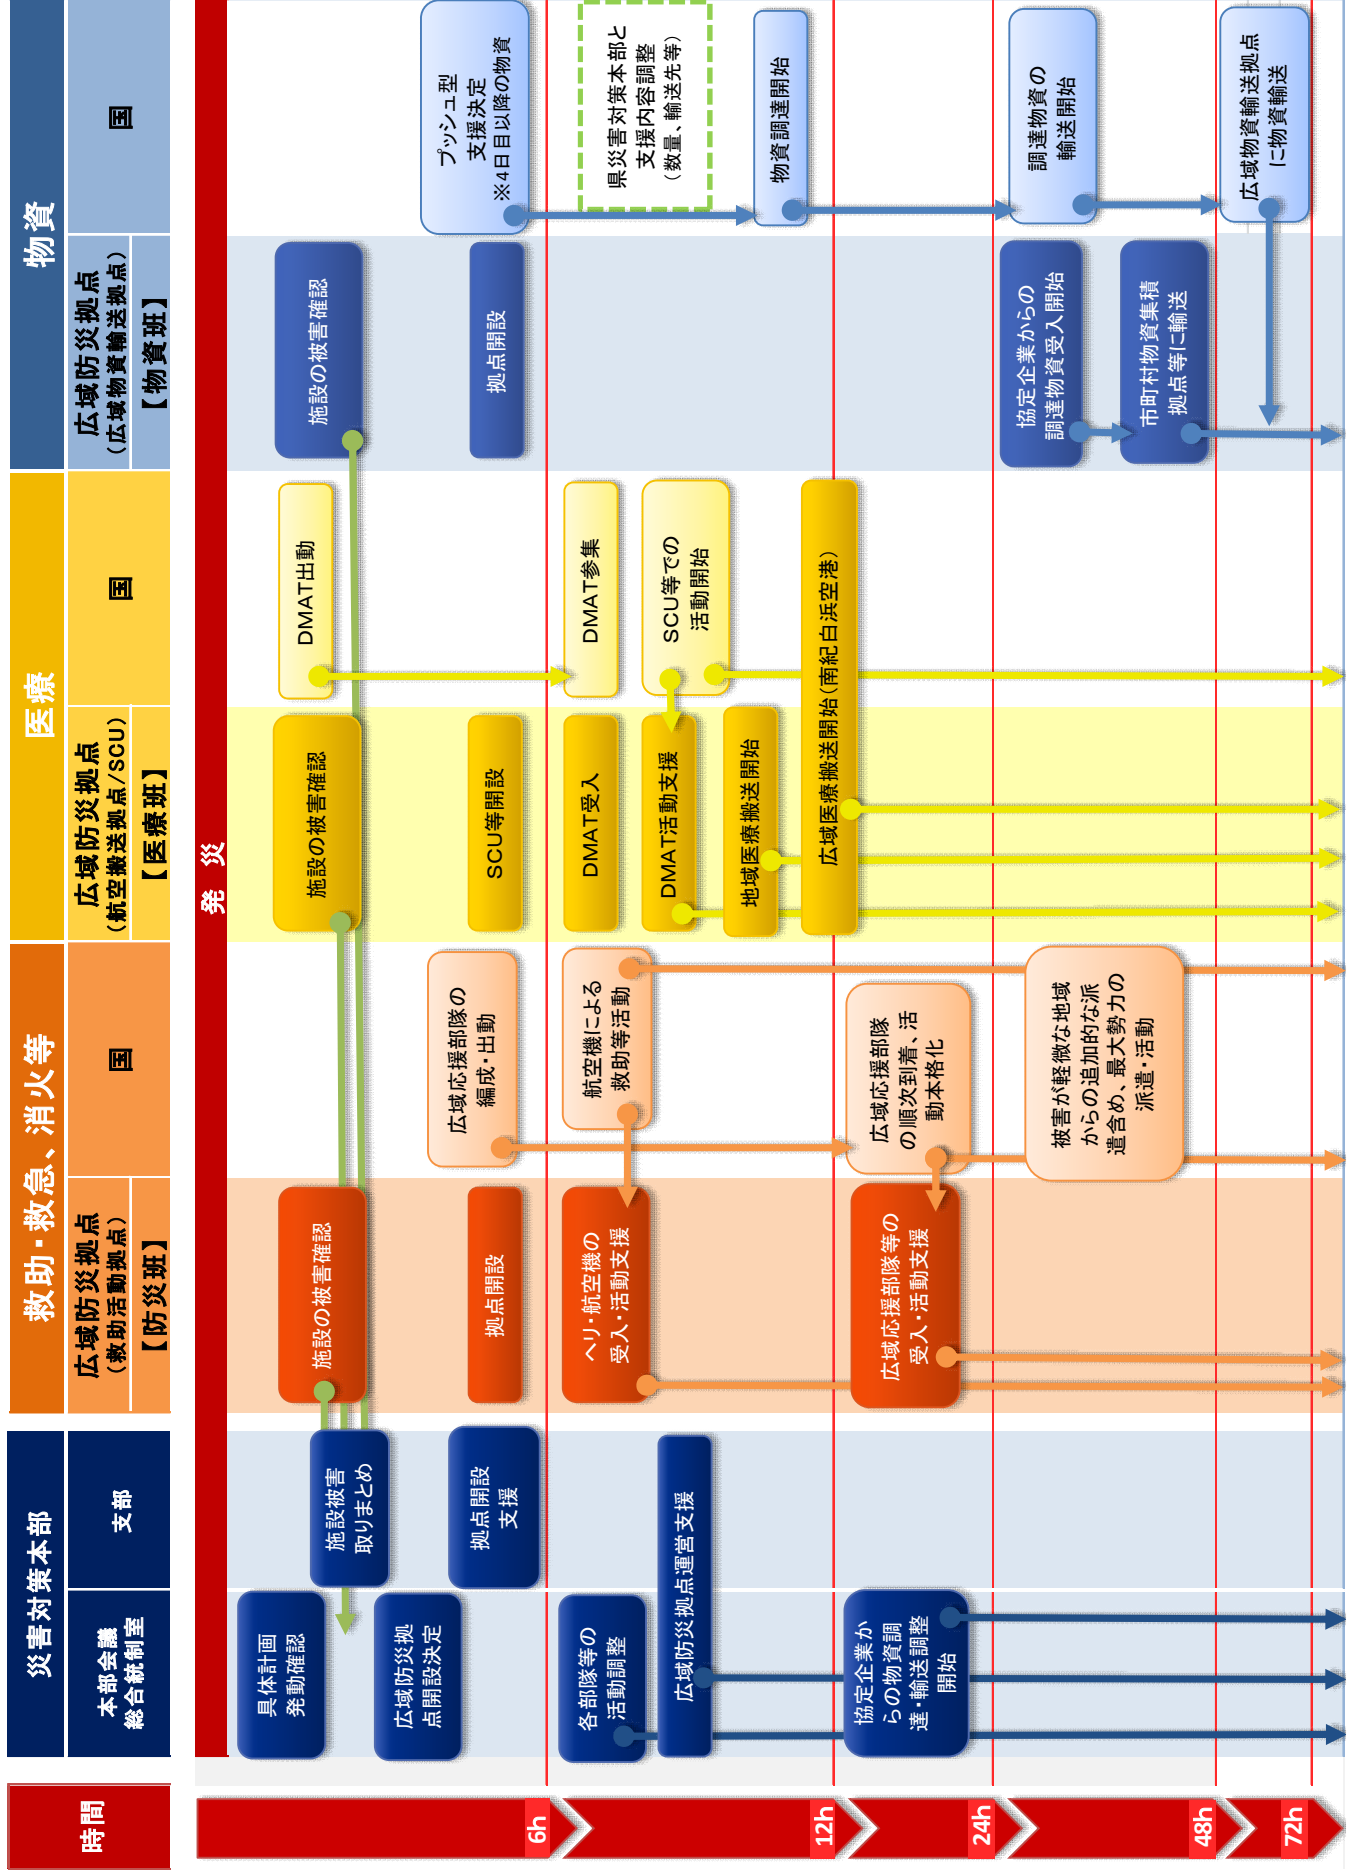 時間
災害対策本部
本部会議
総合統制室
支部
救助・救急、消火等
広域防災拠点
（救助活動拠点）
【防災班】
国
医療
広域防災拠点
（航空搬送拠点/SCU）
【医療班】
国
物資
広域防災拠点
（広域物資輸送拠点）
【物資班】
国
発 災
6h
12h
24h
48h
72h
具体計画
発動確認
広域防災拠
点開設決定
各部隊等の
活動調整
協定企業か
らの物資調
達・輸送調整
開始
施設被害
取りまとめ
拠点開設
支援
広域防災拠点運営支援
施設の被害確認
拠点開設
ヘリ・航空機の
受入・活動支援
広域応援部隊等の
受入・活動支援
広域応援部隊の
編成・出動
航空機による
救助等活動
広域応援部隊
の順次到着、活
動本格化
被害が軽微な地域
からの追加的な派
遣含め、最大勢力の
派遣・活動
施設の被害確認
SCU等開設
DMAT受入
DMAT活動支援
地域医療搬送開始
広域医療搬送開始（南紀白浜空港）
DMAT出動
DMAT参集
SCU等での
活動開始
施設の被害確認
拠点開設
協定企業からの
調達物資受入開始
市町村物資集積
拠点等に輸送
プッシュ型
支援決定
※4日目以降の物資
県災害対策本部と
支援内容調整
（数量、輸送先等）
物資調達開始
調達物資の
輸送開始
広域物資輸送拠点
に物資輸送